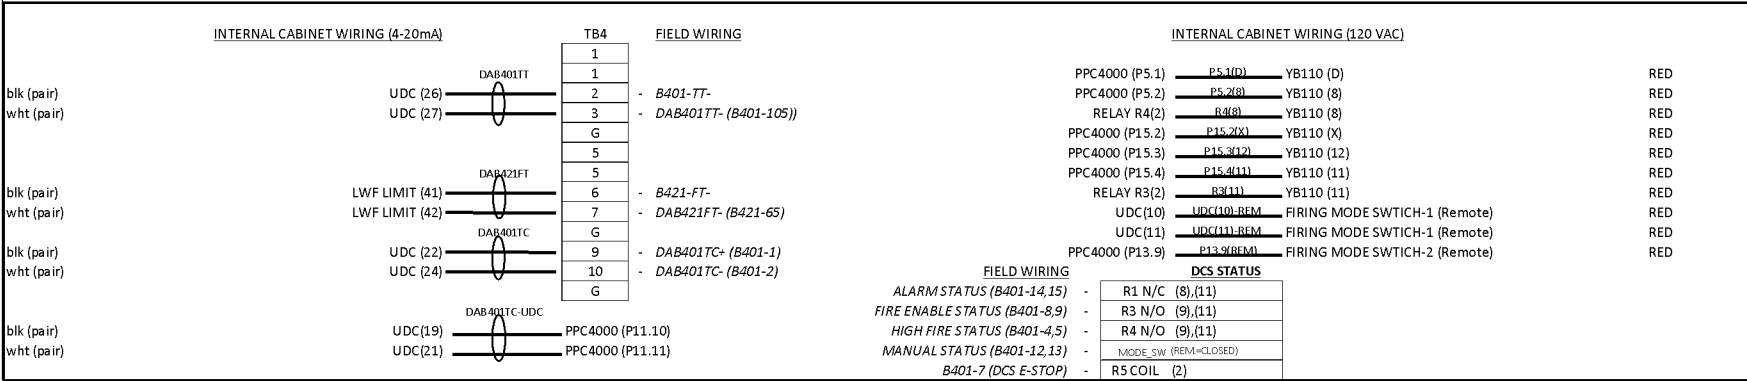 INTERNAL CABINET WIRING (4-20mA) TB4 FIELD WIRING INTERNAL CABINET WIRING (120 VAC)
1
DAB401TT 1 PPC4000 (P5.1) P5.1(D) YB110 (D) RED
blk (pair) UDC (26) 2 - B401-TT- PPC4000 (P5.2) P5.2(8) YB110 (8) RED
wht (pair) UDC (27) 3 - DAB401TT- (B401-105)) RELAY R4(2) R4(8) YB110 (8) RED
G PPC4000 (P15.2) P15.2(X) YB110 (X) RED
5 PPC4000 (P15.3) P15.3(12) YB110 (12) RED
DAB421FT 5 PPC4000 (P15.4) P15.4(11) YB110 (11) RED
blk (pair) LWF LIMIT (41) 6 - B421-FT- RELAY R3(2) R3(11) YB110 (11) RED
wht (pair) LWF LIMIT (42) 7 - DAB421FT- (B421-65) UDC(10) UDC(10)-REM FIRING MODE SWTICH-1 (Remote) RED
DAB401TC G UDC(11) UDC(11)-REM FIRING MODE SWTICH-1 (Remote) RED
blk (pair) UDC (22) 9 - DAB401TC+ (B401-1) PPC4000 (P13.9) P13.9(REM) FIRING MODE SWTICH-2 (Remote) RED
wht (pair) UDC (24) 10 - DAB401TC- (B401-2) FIELD WIRING DCS STATUS
G ALARM STATUS (B401-14,15) - R1 N/C (8),(11)
DAB401TC-UDC FIRE ENABLE STATUS (B401-8,9) - R3 N/O (9),(11)
blk (pair) UDC(19) PPC4000 (P11.10) HIGH FIRE STATUS (B401-4,5) - R4 N/O (9),(11)
wht (pair) UDC(21) PPC4000 (P11.11) MANUAL STATUS (B401-12,13) - MODE_SW (REM.=CLOSED)
B401-7 (DCS E-STOP) - R5 COIL (2)